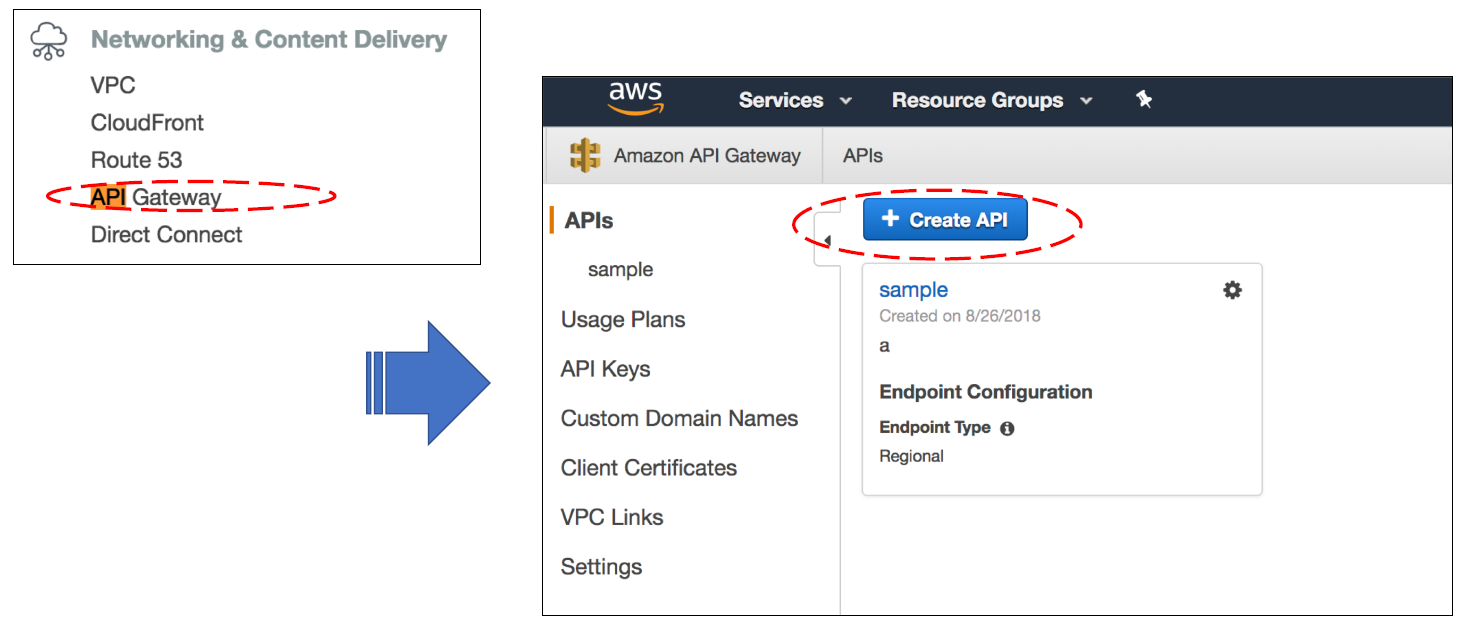 Networking & Content Delivery
VPC
CloudFront
Route 53
API Gateway
Direct Connect
aws
Services
Resource Groups
Amazon API Gateway
APIs
APIs
sample
Usage Plans
API Keys
Custom Domain Names
Client Certificates
VPC Links
Settings
+ Create API
sample
Created on 8/26/2018
a
Endpoint Configuration
Endpoint Type
Regional